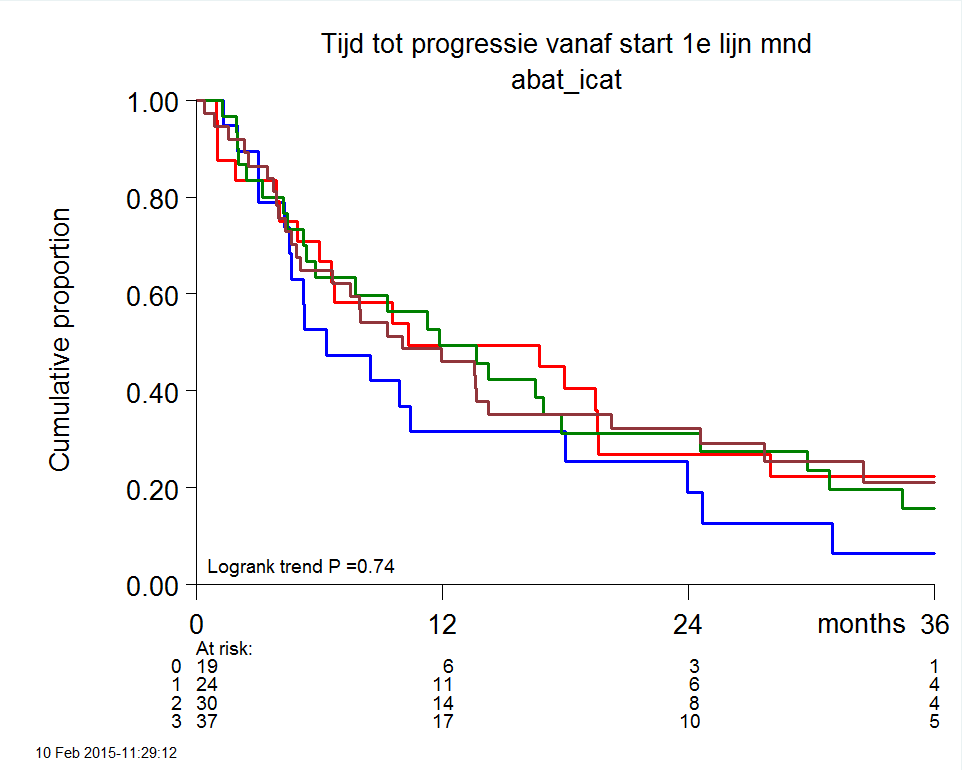 Tijd tot progressie vanaf start 1e lijn mnd
abat_icat
Cumulative proportion
1.00
0.80
0.60
0.40
0.20
0.00
Logrank trend P =0.74
0 12 24 months 36
At risk:
0 19 6 3 1
1 24 11 6 4
2 30 14 8 4
3 37 17 10 5
10 Feb 2015-11:29:12